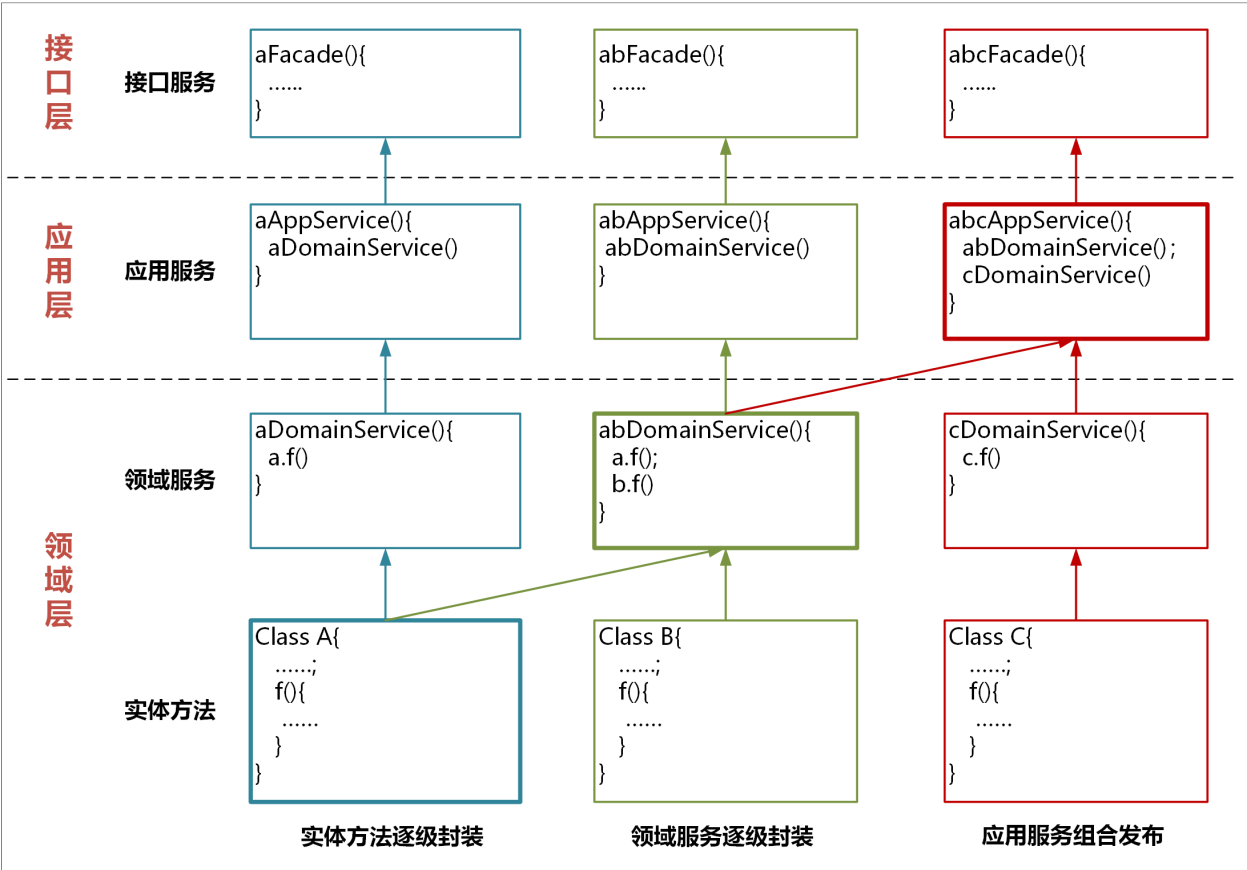 接口层
接口服务
aFacade(){
......
}
abFacade(){
......
}
abcFacade(){
......
}
应用层
应用服务
aAppService(){
aDomainService()
}
abAppService(){
abDomainService()
}
abcAppService(){
abDomainService();
cDomainService()
}
领域层
领域服务
aDomainService(){
a.f()
}
abDomainService(){
a.f();
b.f()
}
cDomainService(){
c.f()
}
实体方法
Class A{
......;
f(){
......
}
}
Class B{
......;
f(){
......
}
}
Class C{
......;
f(){
......
}
}
实体方法逐级封装
领域服务逐级封装
应用服务组合发布